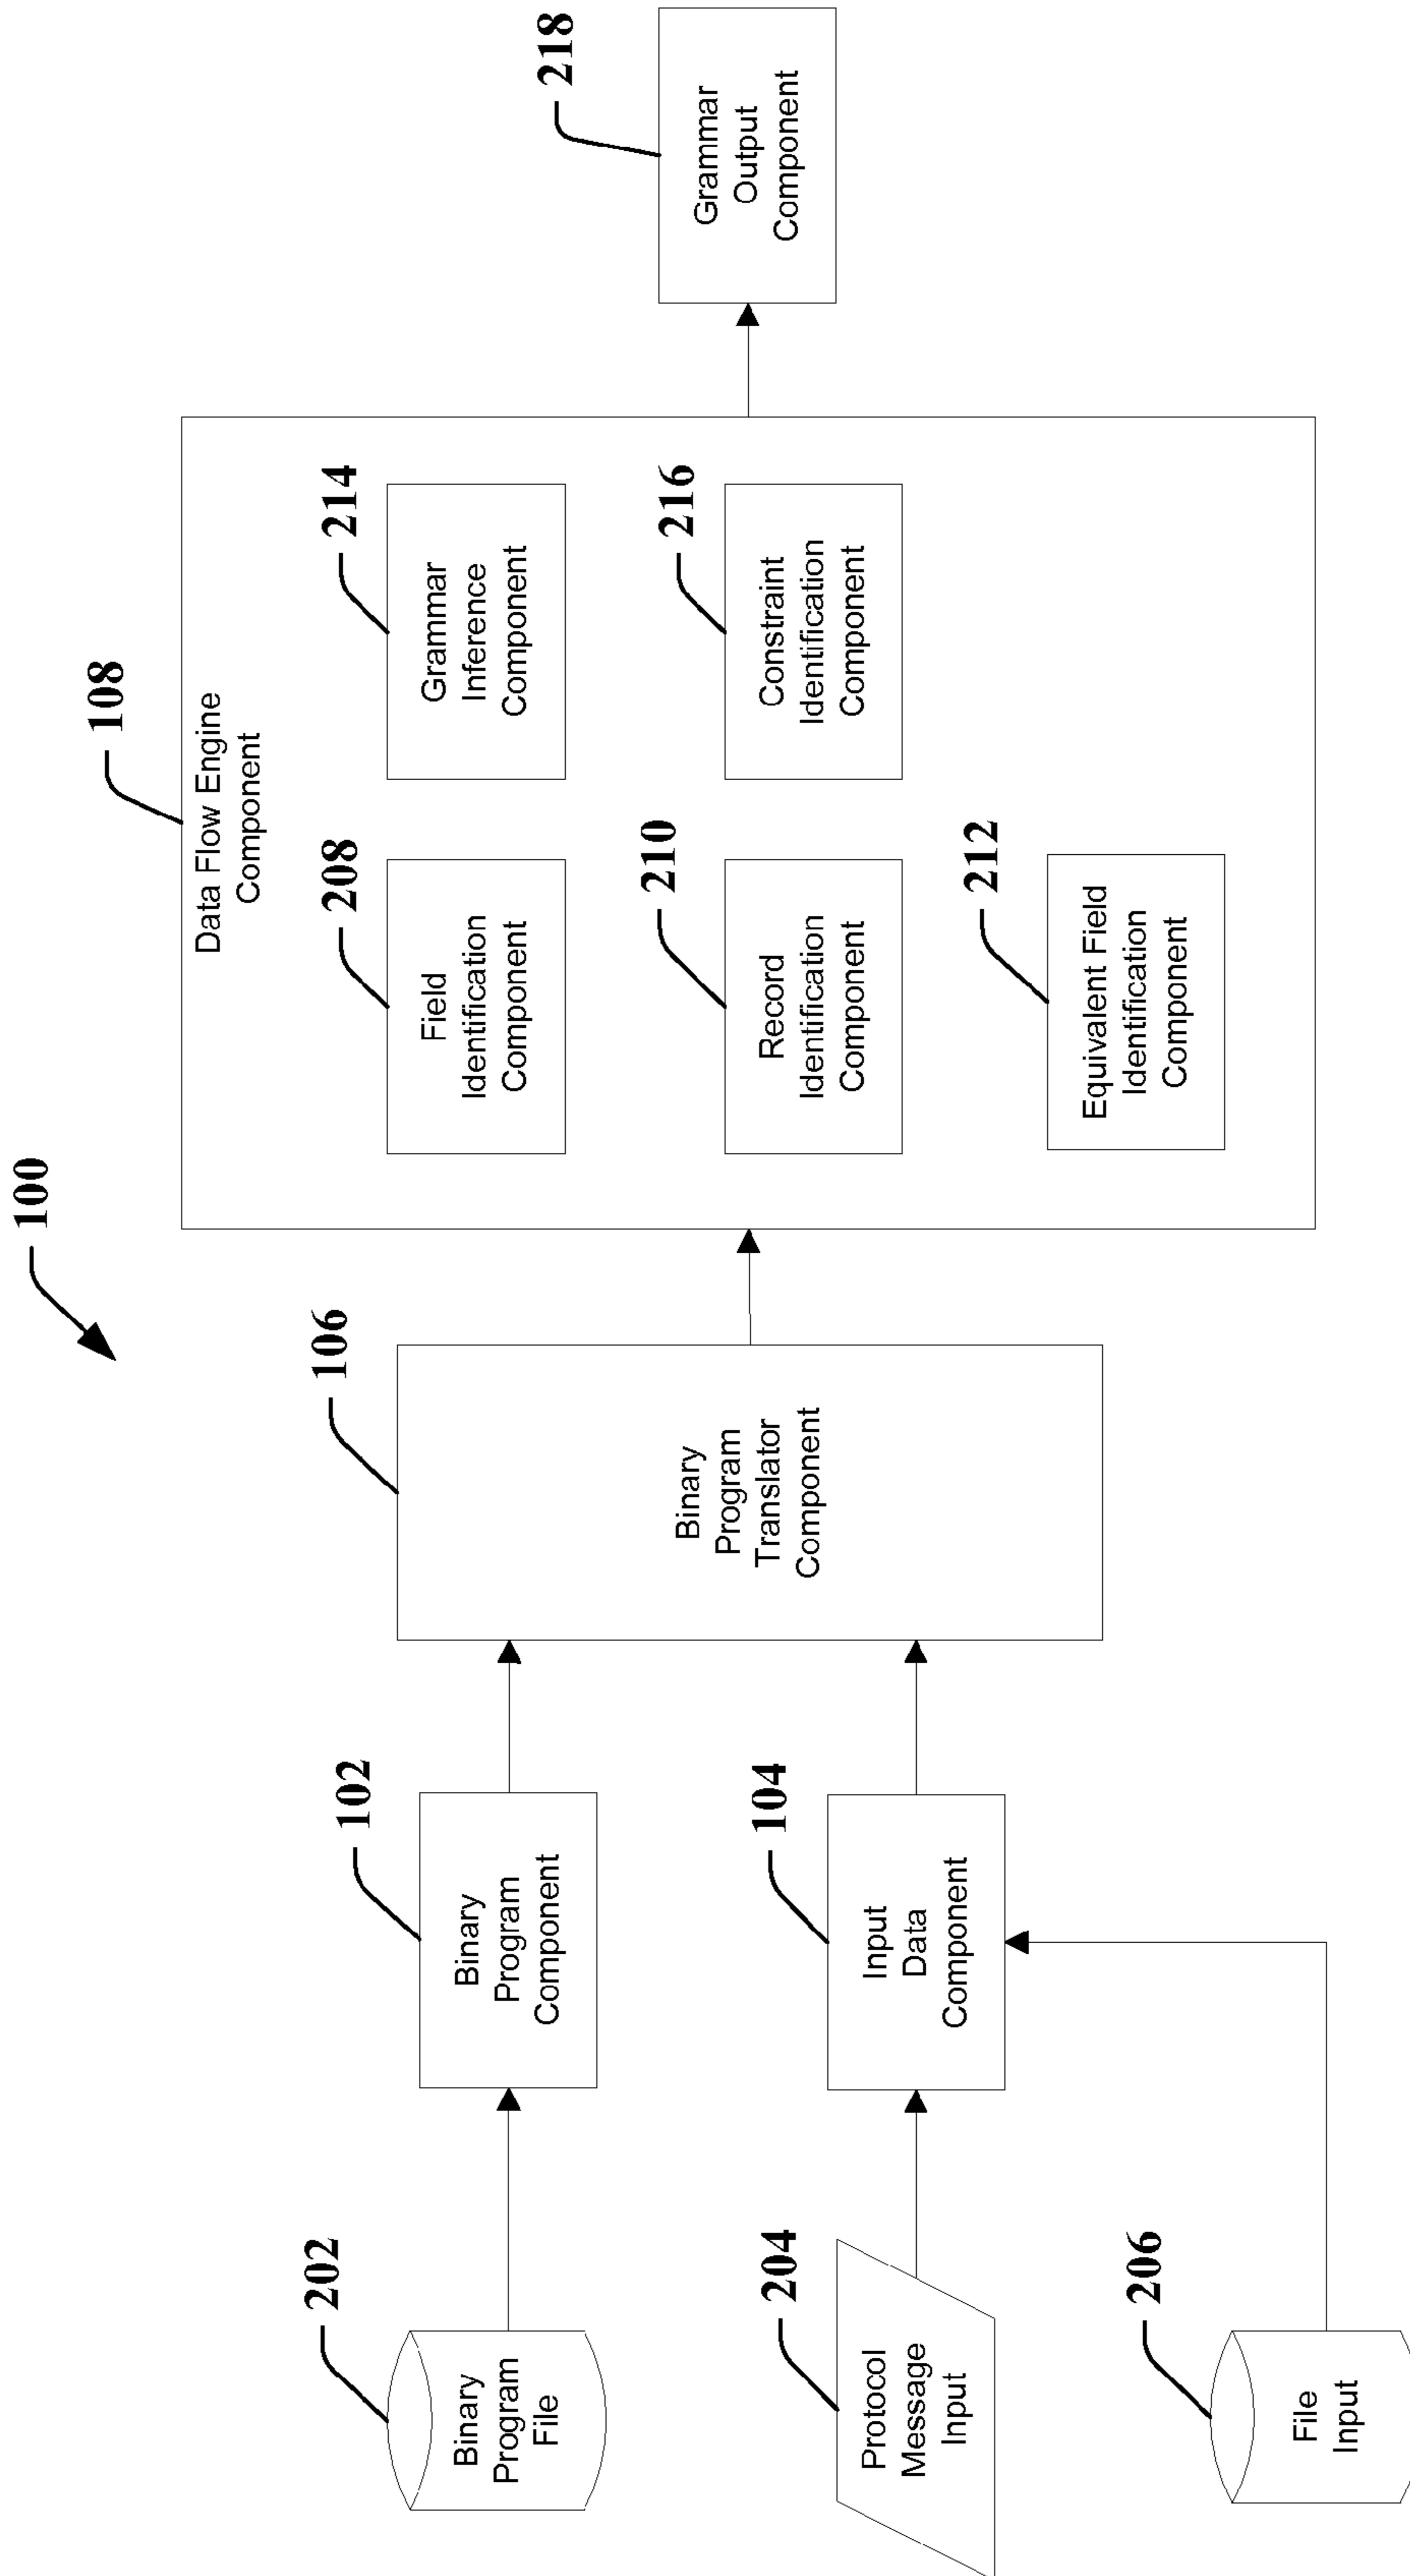 100
202
Binary
Program
File
102
Binary
Program
Component
204
Protocol
Message
Input
104
Input
Data
Component
206
File
Input
106
Binary
Program
Translator
Component
108
Data Flow Engine
Component
208
Field
Identification
Component
214
Grammar
Inference
Component
210
Record
Identification
Component
216
Constraint
Identification
Component
212
Equivalent Field
Identification
Component
218
Grammar
Output
Component